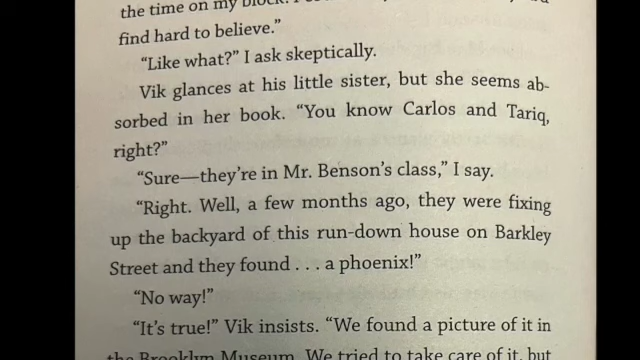 the time on my block.
find hard to believe.”
“Like what?” I ask skeptically.
Vik glances at his little sister, but she seems ab-
sorbed in her book. “You know Carlos and Tariq,
right?”
“Sure—they’re in Mr. Benson’s class,” I say.
“Right. Well, a few months ago, they were fixing
up the backyard of this run-down house on Barkley
Street and they found . . . a phoenix!”
“No way!”
“It’s true!” Vik insists. “We found a picture of it in
the Brooklyn Museum. We tried to take care of it, but